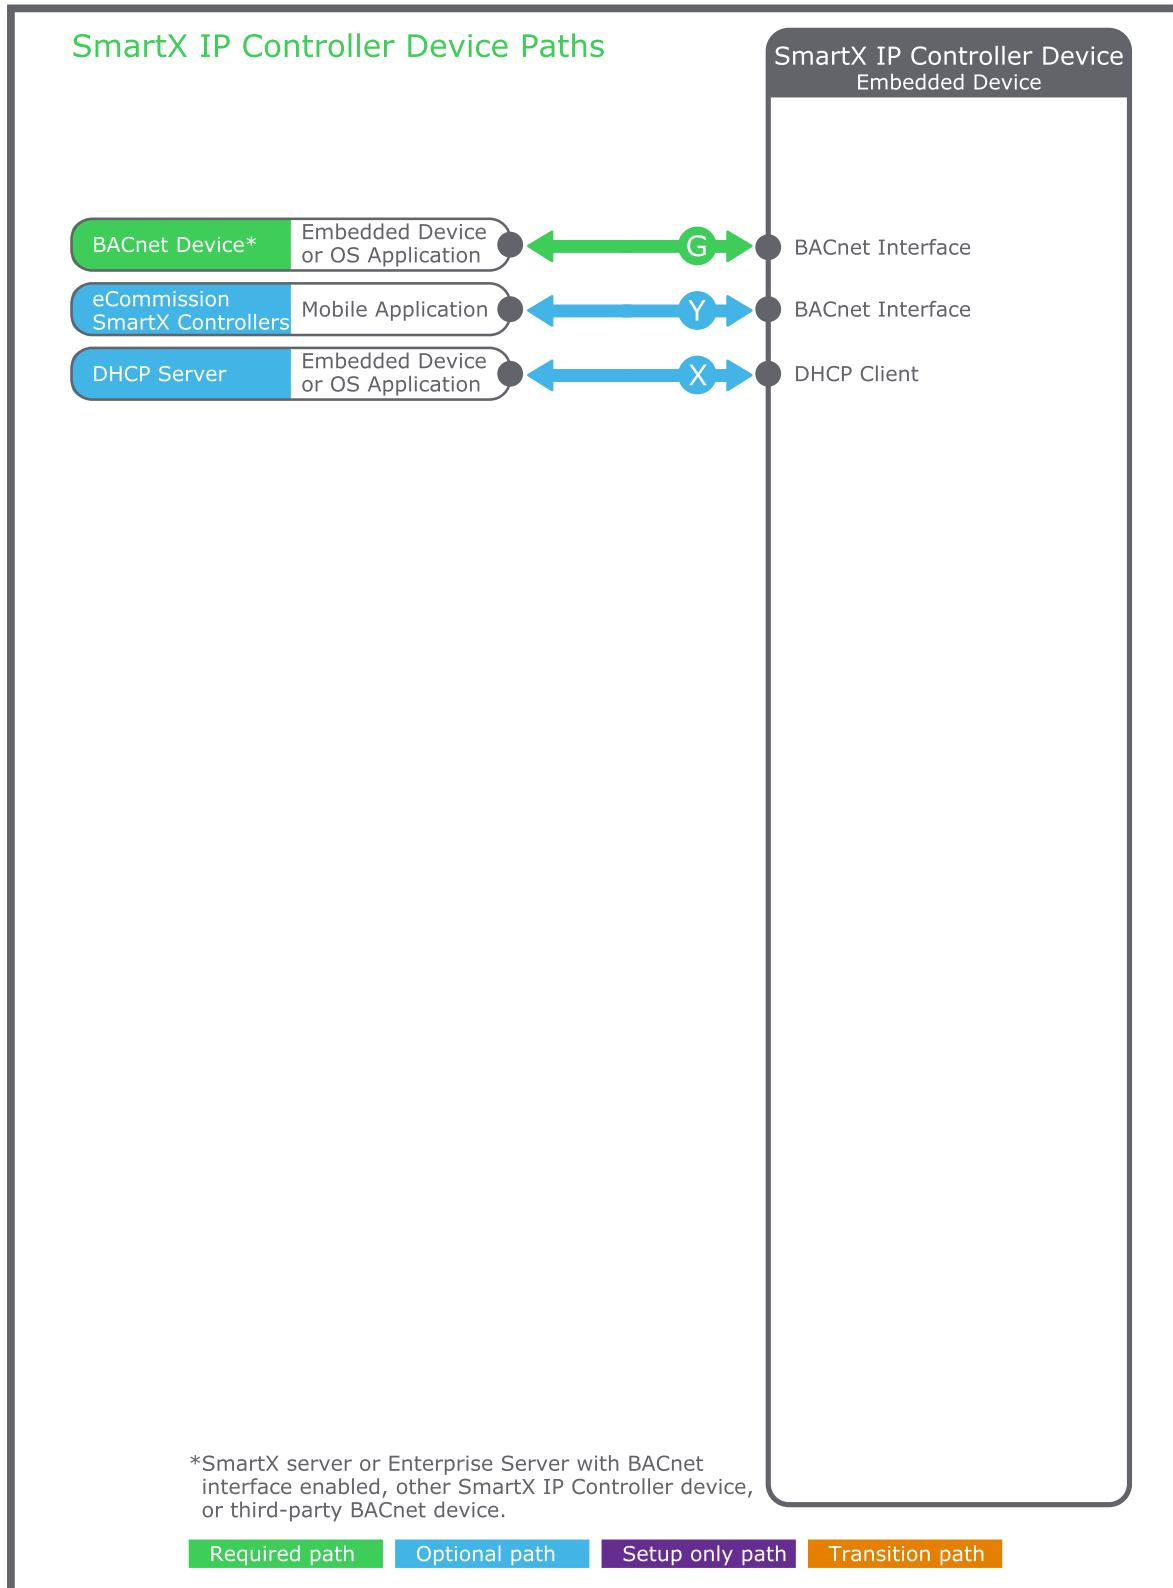 SmartX IP Controller Device Paths
SmartX IP Controller Device
Embedded Device
BACnet Device*
Embedded Device
or OS Application
G
BACnet Interface
eCommission
SmartX Controllers
Mobile Application
Y
BACnet Interface
DHCP Server
Embedded Device
or OS Application
X
DHCP Client
*SmartX server or Enterprise Server with BACnet
interface enabled, other SmartX IP Controller device,
or third-party BACnet device.
Required path
Optional path
Setup only path
Transition path